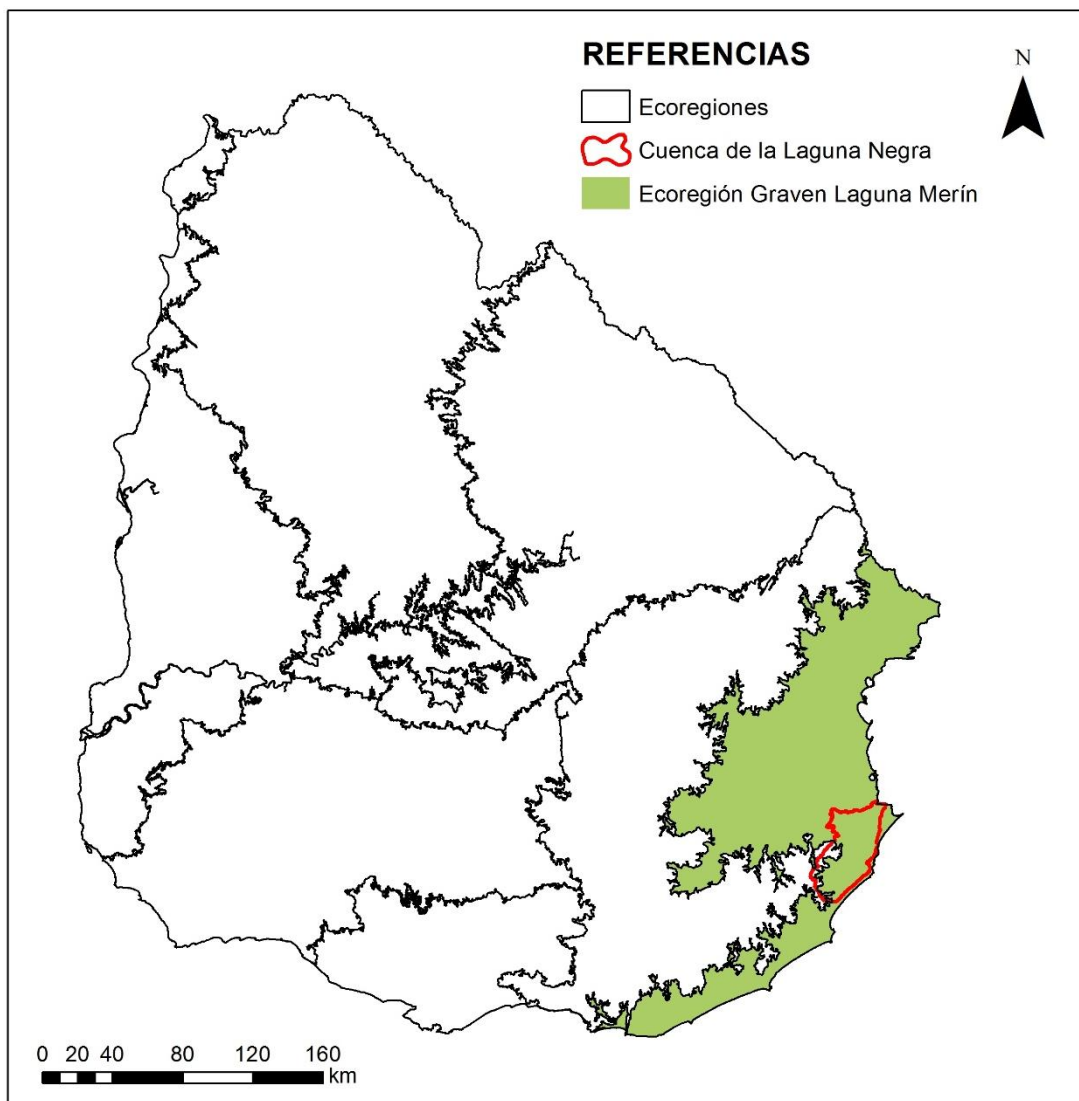 REFERENCIAS
N
Ecoregiones
Cuenca de la Laguna Negra
Ecoregión Graven Laguna Merín
0 20 40 80 120 160
km